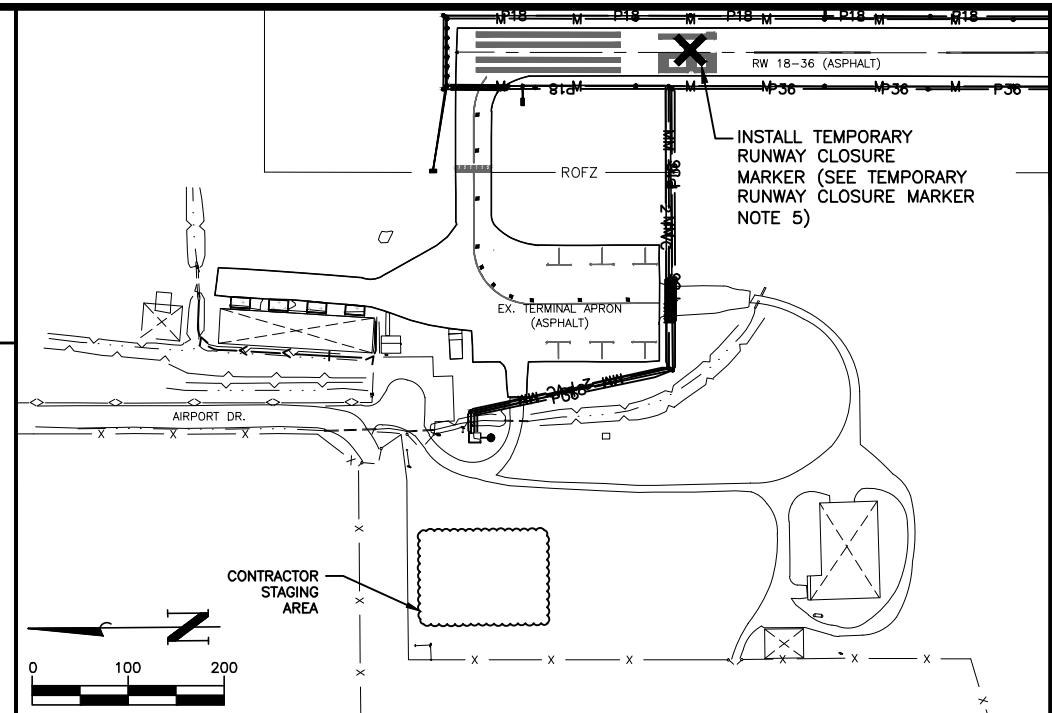 M M M M M
P18 P18 P18 P18 P18
RW 18-36 (ASPHALT)
M M M M M
P18 P36 P36 P36
INSTALL TEMPORARY
RUNWAY CLOSURE
MARKER (SEE TEMPORARY
RUNWAY CLOSURE MARKER
NOTE 5)
ROFZ
EX. TERMINAL APRON
(ASPHALT)
AIRPORT DR.
X X X
CONTRACTOR
STAGING
AREA
X X X X X
0 100 200